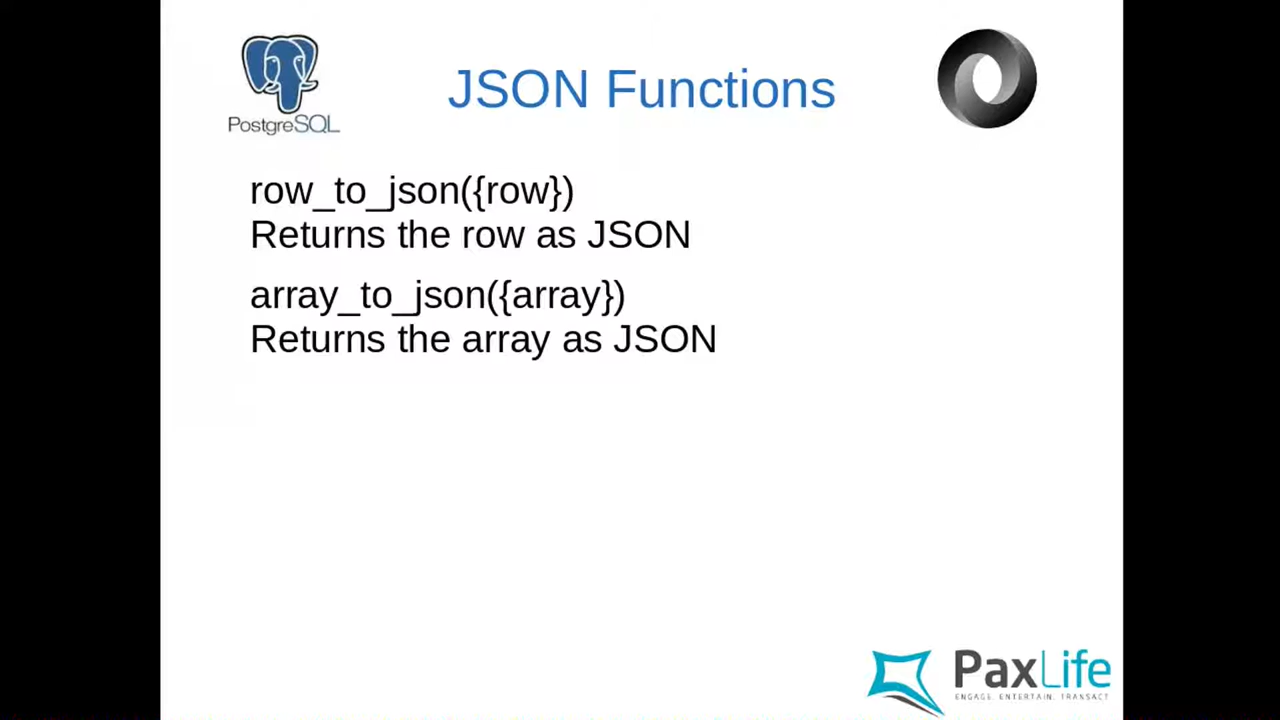 JSON Functions
PostgreSQL
row_to_json({row})
Returns the row as JSON
array_to_json({array})
Returns the array as JSON
PaxLife
ENGAGE. ENTERTAIN. TRANSACT